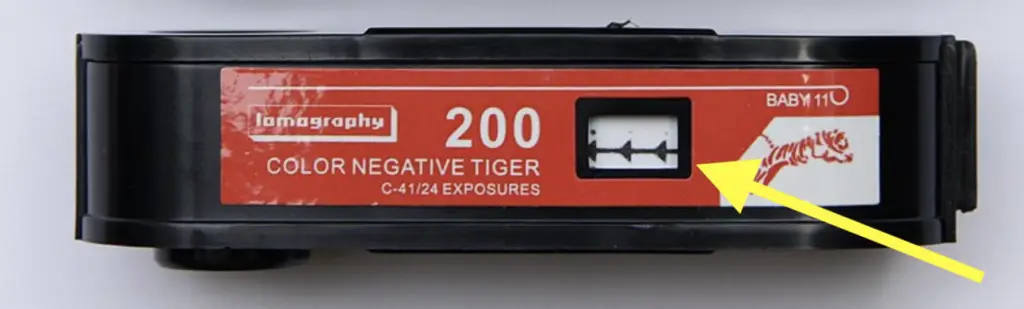 lomography
200
BABY 110
COLOR NEGATIVE TIGER
C-41/24 EXPOSURES